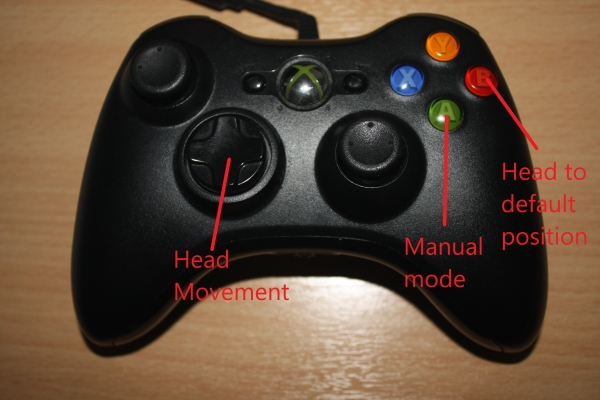 Y
X
B
A
Head to
default
position
Manual
mode
Head
Movement